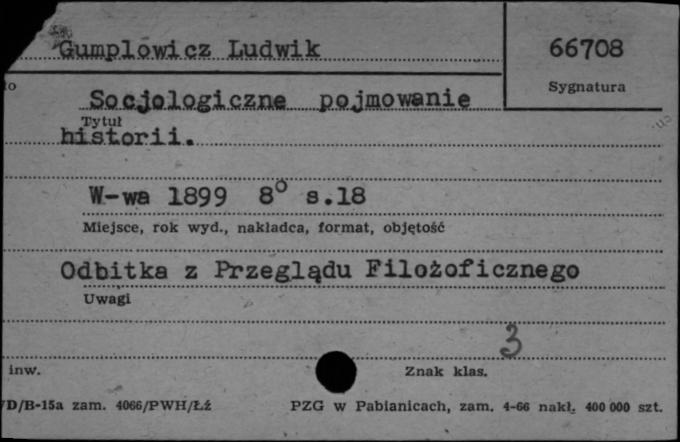 Gumplowicz Ludwik
66708
Sygnatura
Socjologiczne pojmowanie
Tytuł
historii.
W-wa 1899 8° s.18
Miejsce, rok wyd., nakładca, format, objętość
Odbitka z Przeglądu Filożoficznego
Uwagi
3
inw.
Znak klas.
D/B-15a zam. 4066/PWH/Łź
PZG w Pabianicach, zam. 4-66 nakł. 400 000 szt.